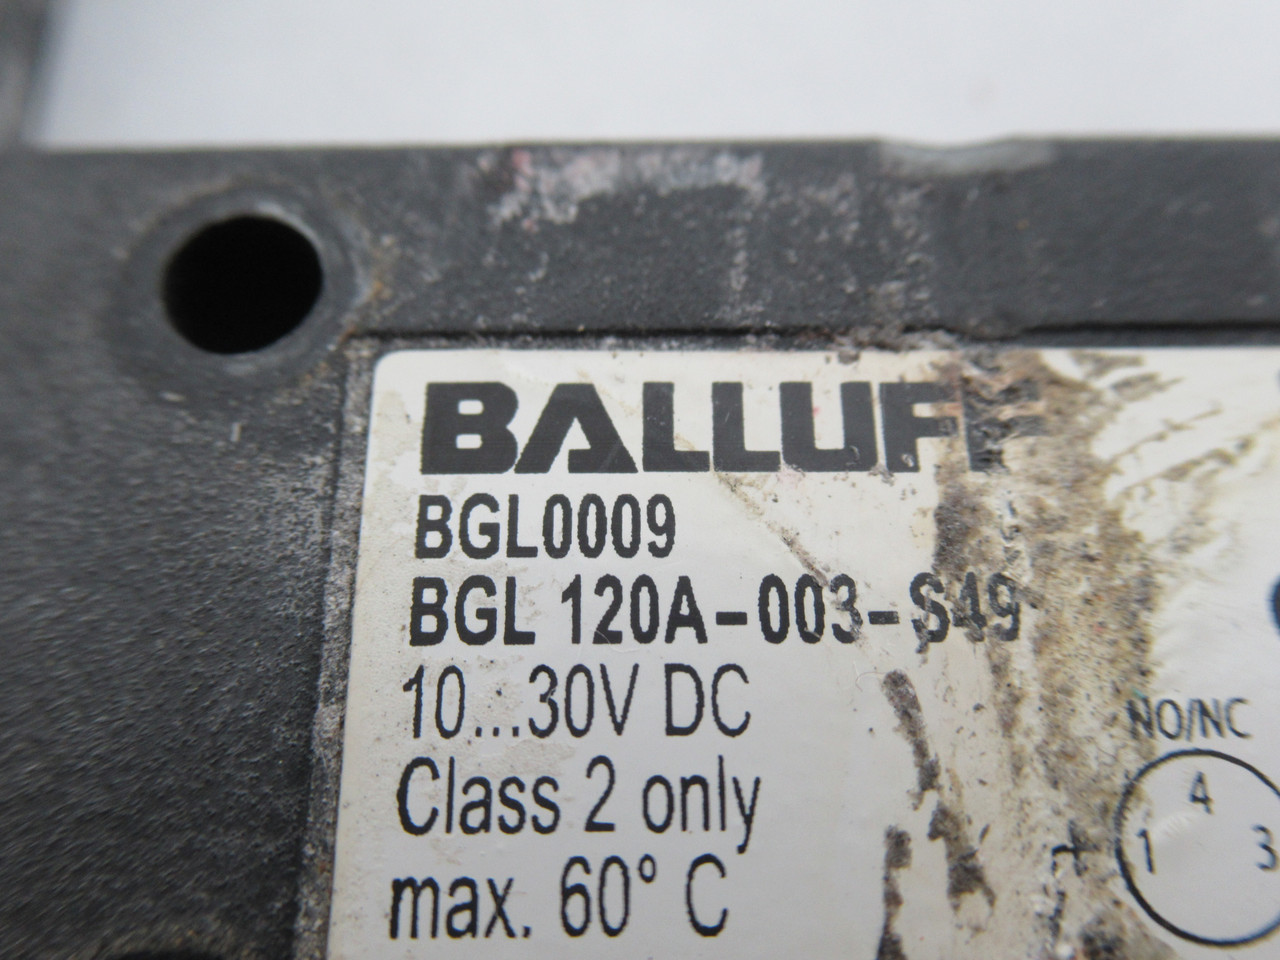 BALLUFF
BGL0009
BGL 120A-003-S49
10...30V DC
Class 2 only
max. 60° C
NO/NC
4
+ 1 3